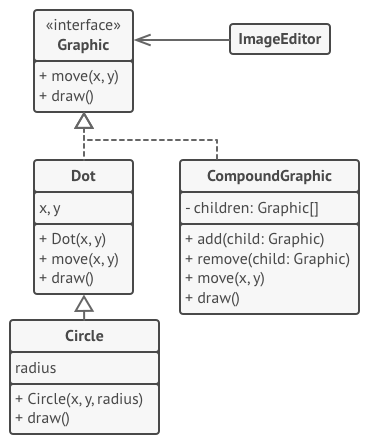 «interface»
Graphic
+ move(x, y)
+ draw()
ImageEditor
Dot
x, y
+ Dot(x, y)
+ move(x, y)
+ draw()
CompoundGraphic
- children: Graphic[]
+ add(child: Graphic)
+ remove(child: Graphic)
+ move(x, y)
+ draw()
Circle
radius
+ Circle(x, y, radius)
+ draw()